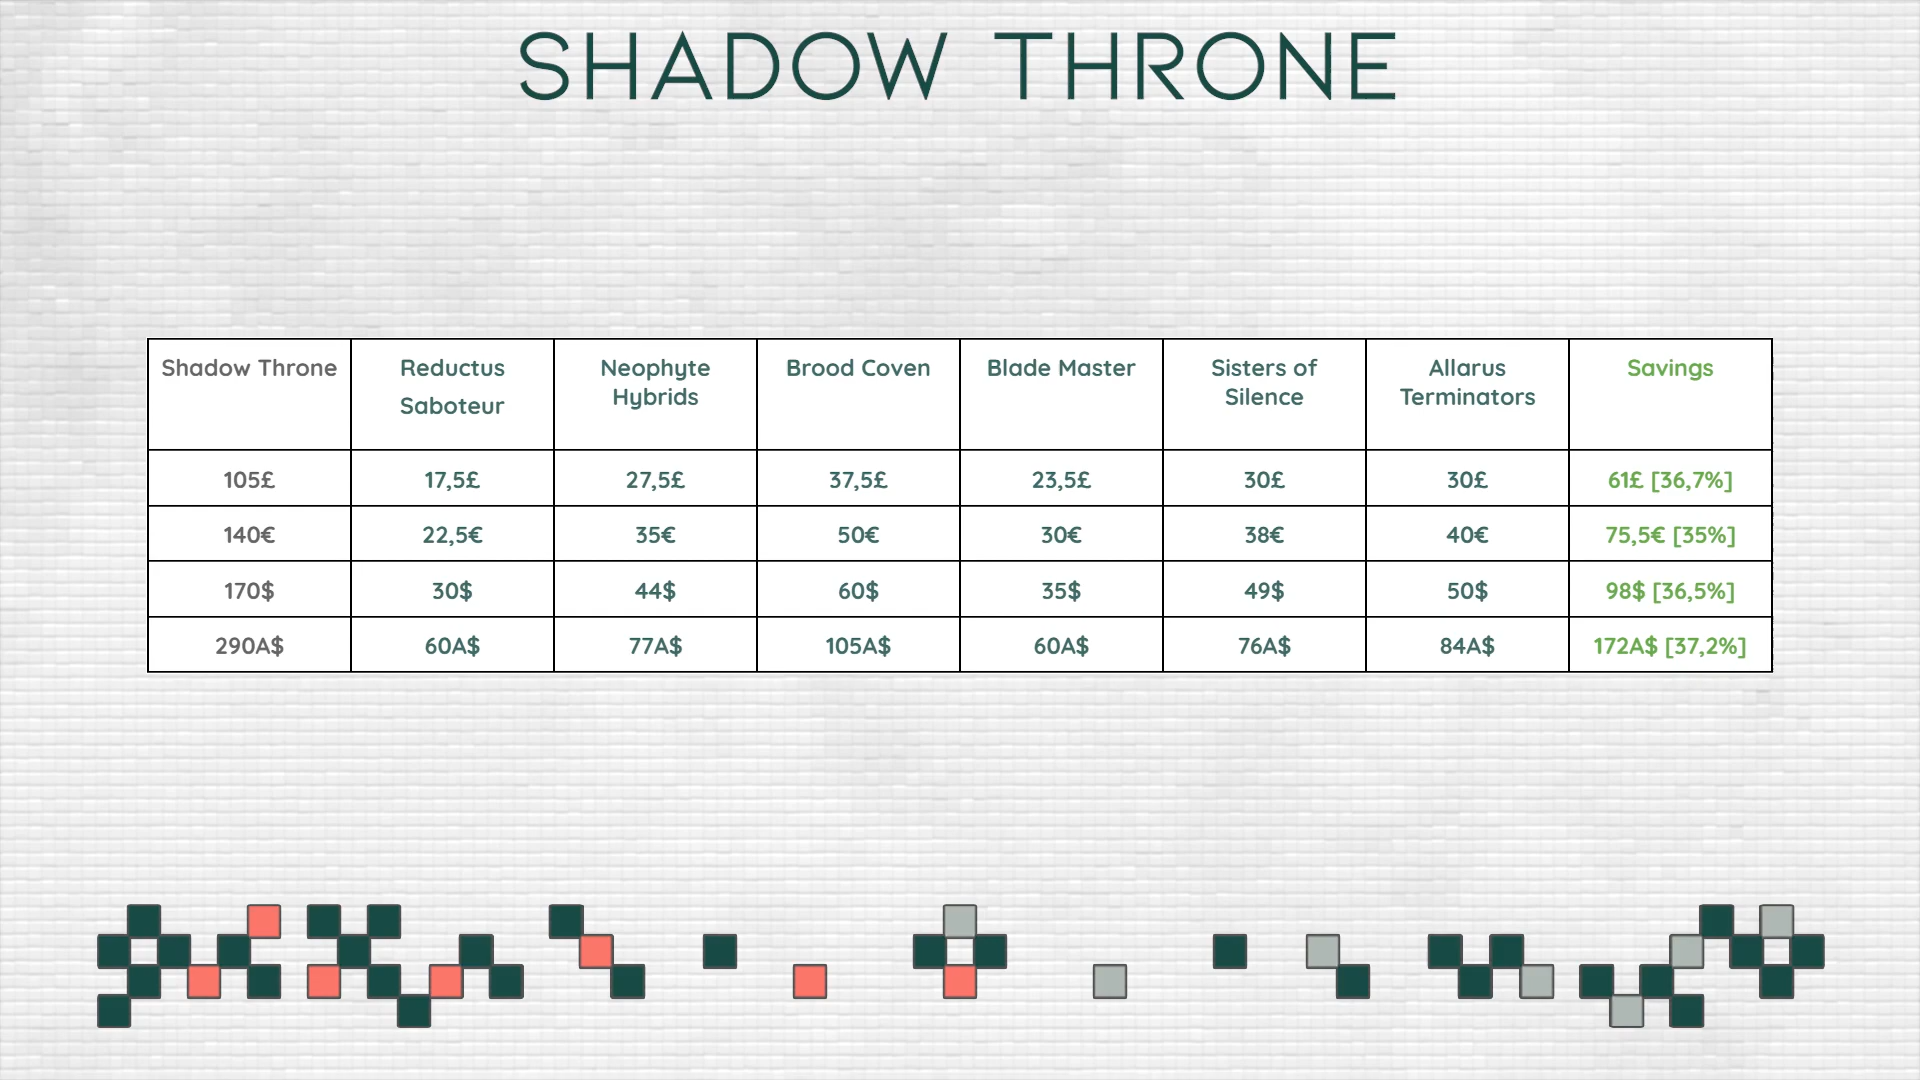 SHADOW THRONE
Shadow Throne
Reductus
Saboteur
Neophyte
Hybrids
Brood Coven
Blade Master
Sisters of
Silence
Allarus
Terminators
Savings
105£ 17,5£ 27,5£ 37,5£ 23,5£ 30£ 30£ 61£ [36,7%]
140€ 22,5€ 35€ 50€ 30€ 38€ 40€ 75,5€ [35%]
170$ 30$ 44$ 60$ 35$ 49$ 50$ 98$ [36,5%]
290A$ 60A$ 77A$ 105A$ 60A$ 76A$ 84A$ 172A$ [37,2%]